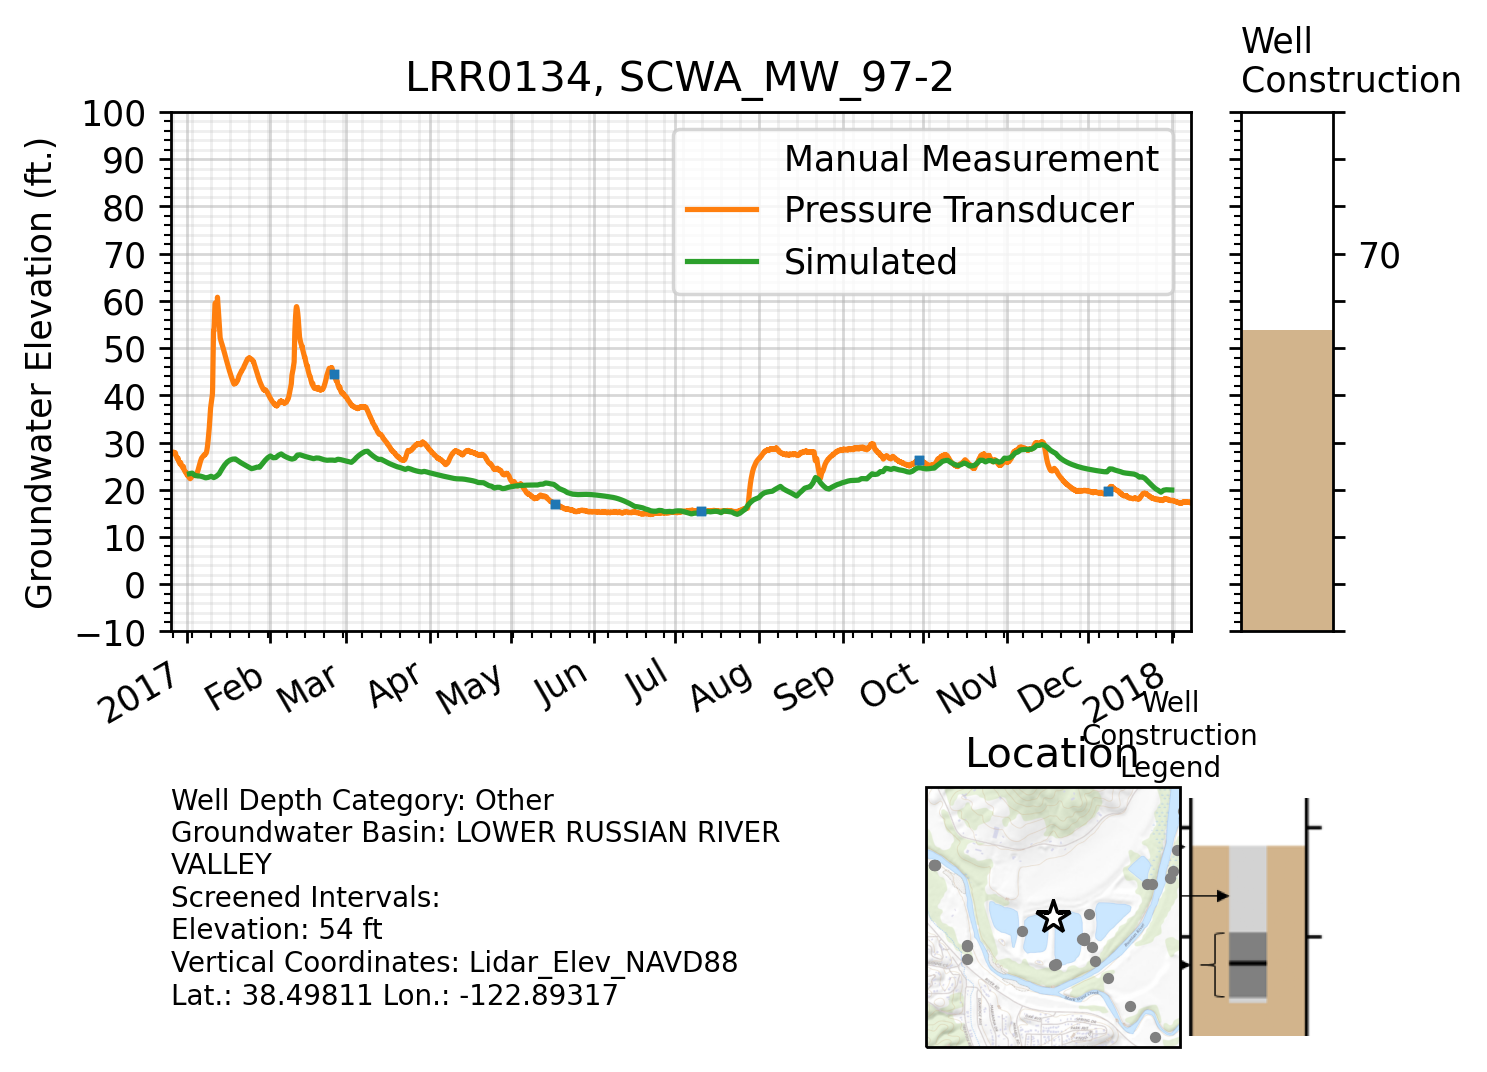 Well
Construction
LRR0134, SCWA_MW_97-2
Groundwater Elevation (ft.)
100
90
80
70
60
50
40
30
20
10
0
−10
Manual Measurement
Pressure Transducer
Simulated
70
2017
Feb
Mar
Apr
May
Jun
Jul
Aug
Sep
Oct
Nov
Dec
2018
Well
Construction
Legend
Location
Well Depth Category: Other
Groundwater Basin: LOWER RUSSIAN RIVER
VALLEY
Screened Intervals:
Elevation: 54 ft
Vertical Coordinates: Lidar_Elev_NAVD88
Lat.: 38.49811 Lon.: -122.89317